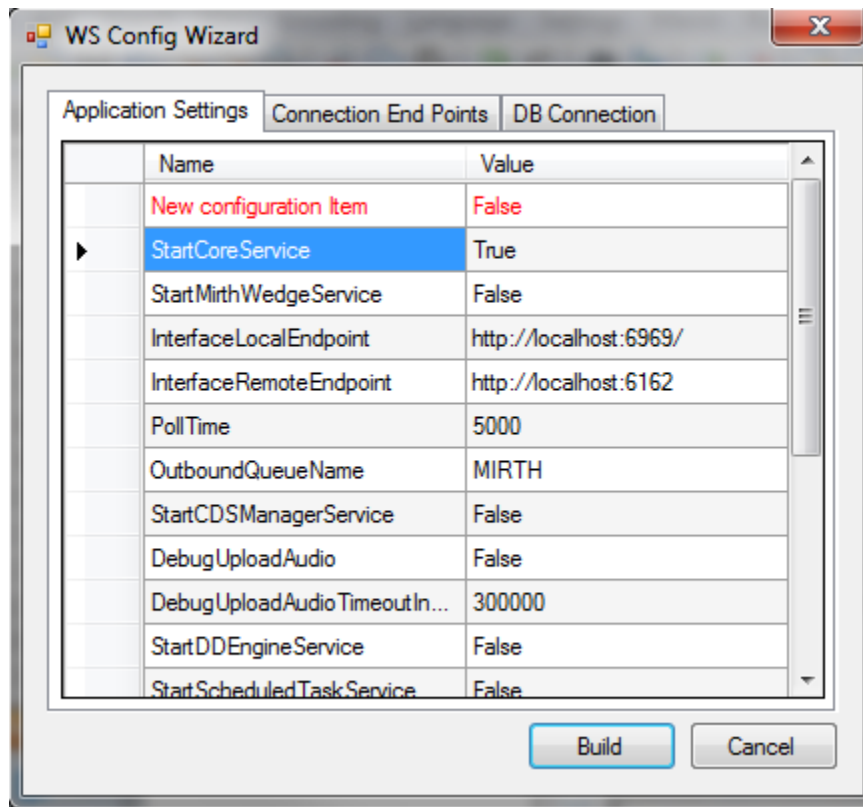 WS Config Wizard
Application Settings Connection End Points DB Connection
Name Value
New configuration Item False
StartCoreService True
StartMirthWedgeService False
InterfaceLocalEndpoint http://localhost:6969/
InterfaceRemoteEndpoint http://localhost:6162
PollTime 5000
OutboundQueueName MIRTH
StartCDSManagerService False
DebugUploadAudio False
DebugUploadAudioTimeoutIn... 300000
StartDDEngineService False
StartScheduledTaskService False
Build Cancel